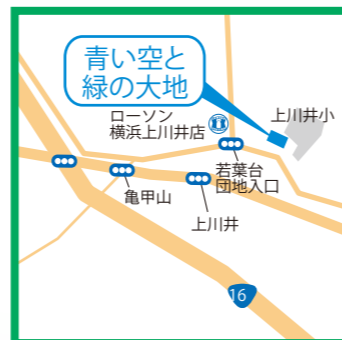 青い空と
緑の大地
ローソン
横浜上川井店
上川井小
若葉台
団地入口
亀甲山
上川井
16